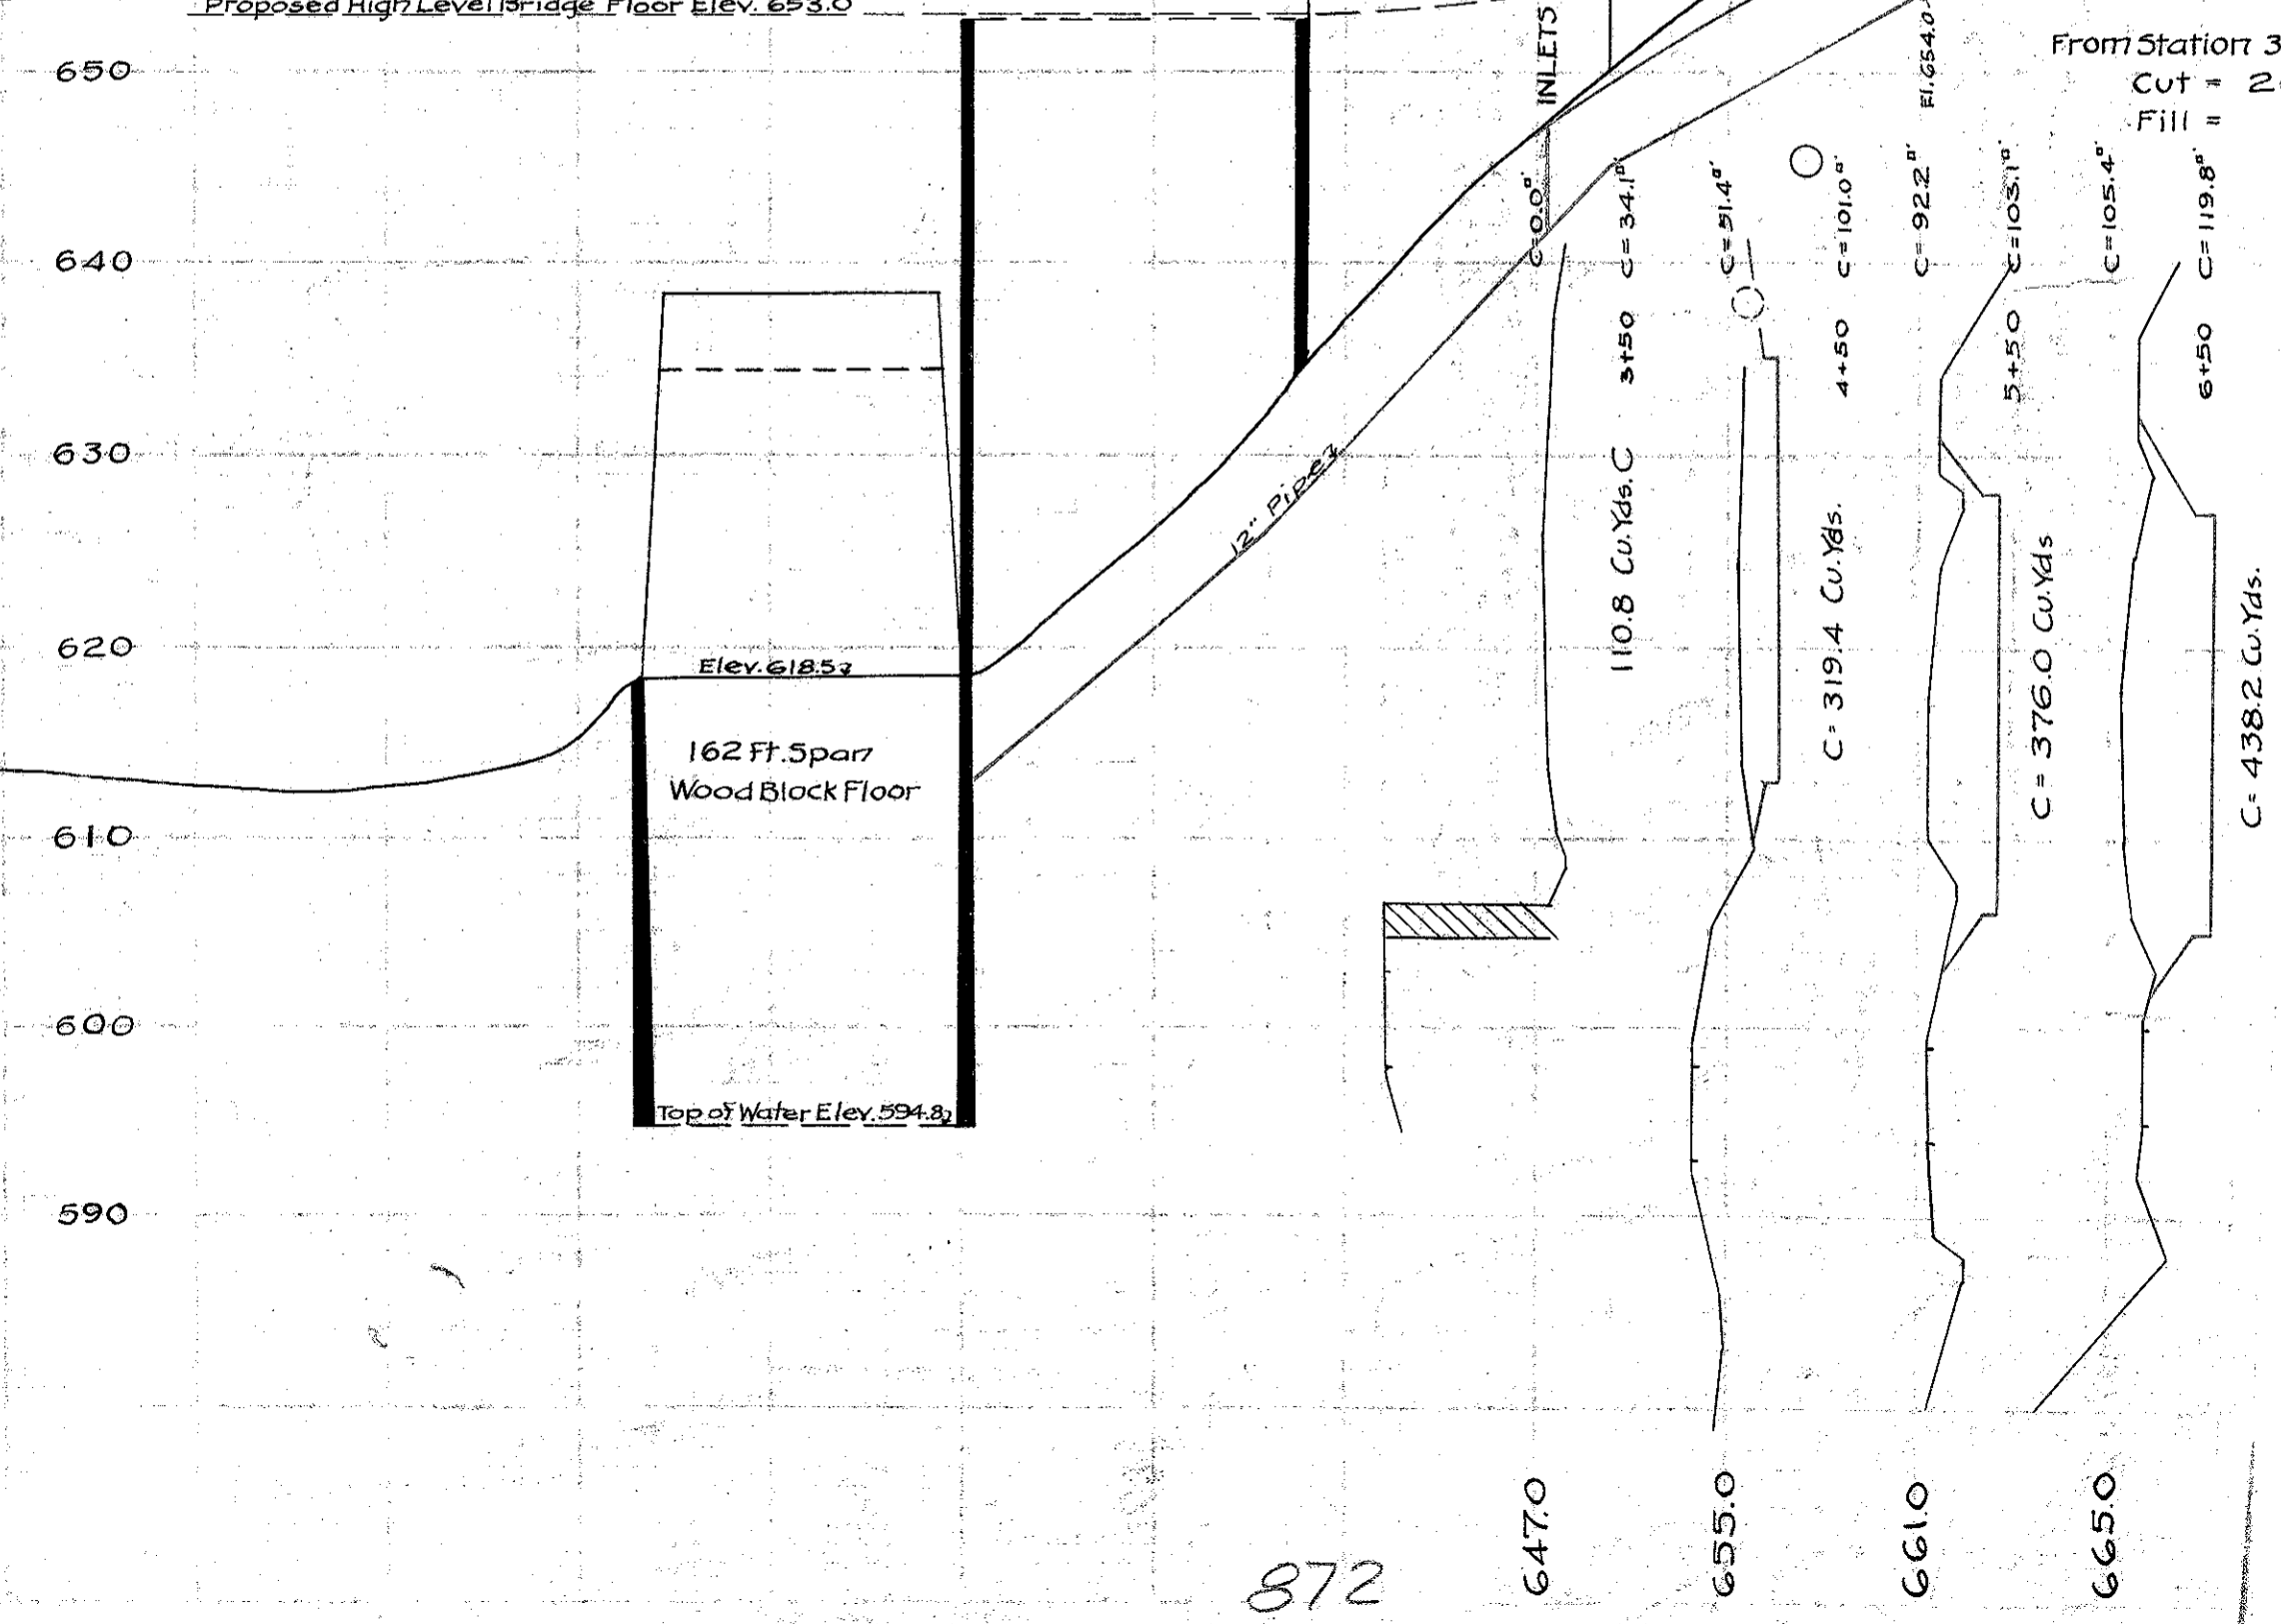 Proposed High Level Bridge Floor Elev. 653.0
650
640
630
620
610
600
590
Elev. 618.5±
162 Ft. Span
Wood Block Floor
Top of Water Elev. 594.8±
12" Pipe
INLETS
El. 654.0
From Station 3
Cut = 2
Fill =
C=0.0□'
3+50 C=34.1□'
C=51.4□'
4+50 C=101.0□'
C=92.2□'
5+50 C=103.1□'
C=105.4□'
6+50 C=119.8□'
110.8 Cu.Yds. C
C= 319.4 Cu.Yds.
C= 376.0 Cu.Yds
C= 438.2 Cu.Yds.
647.0
655.0
661.0
665.0
872